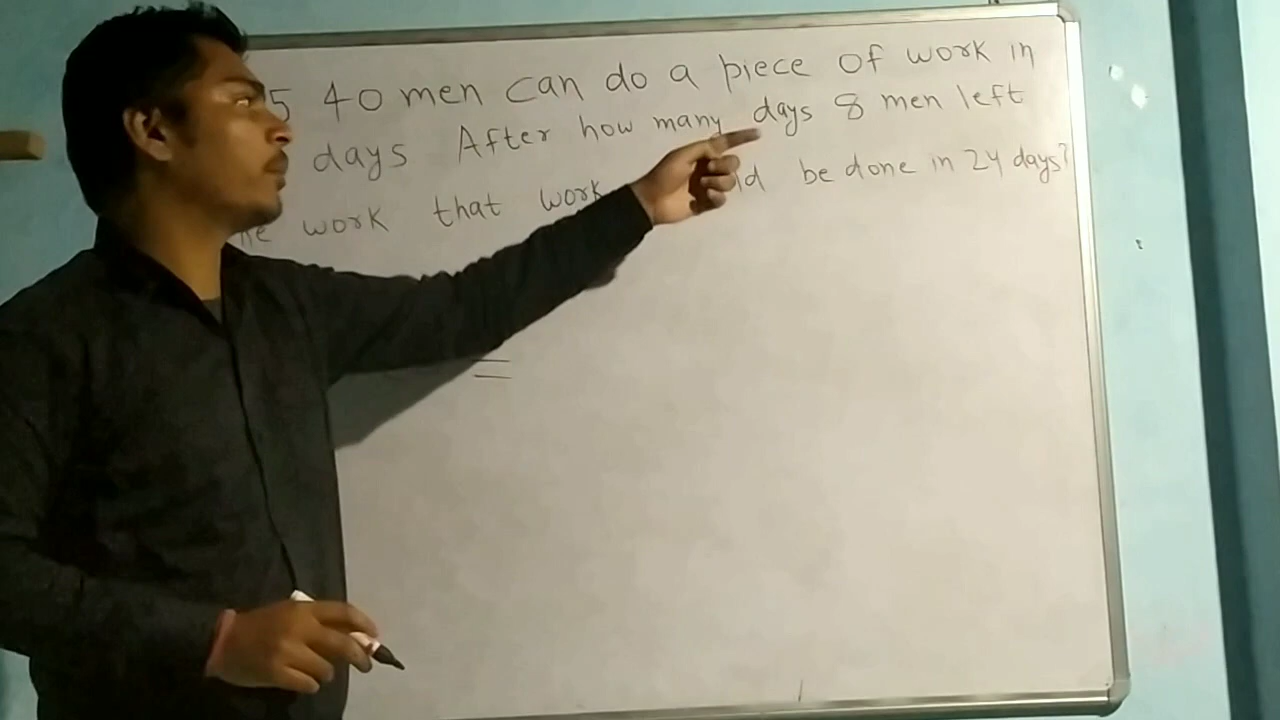 5 40 men can do a piece of work in
days After how many days 8 men left
work that work be done in 24 days?
=